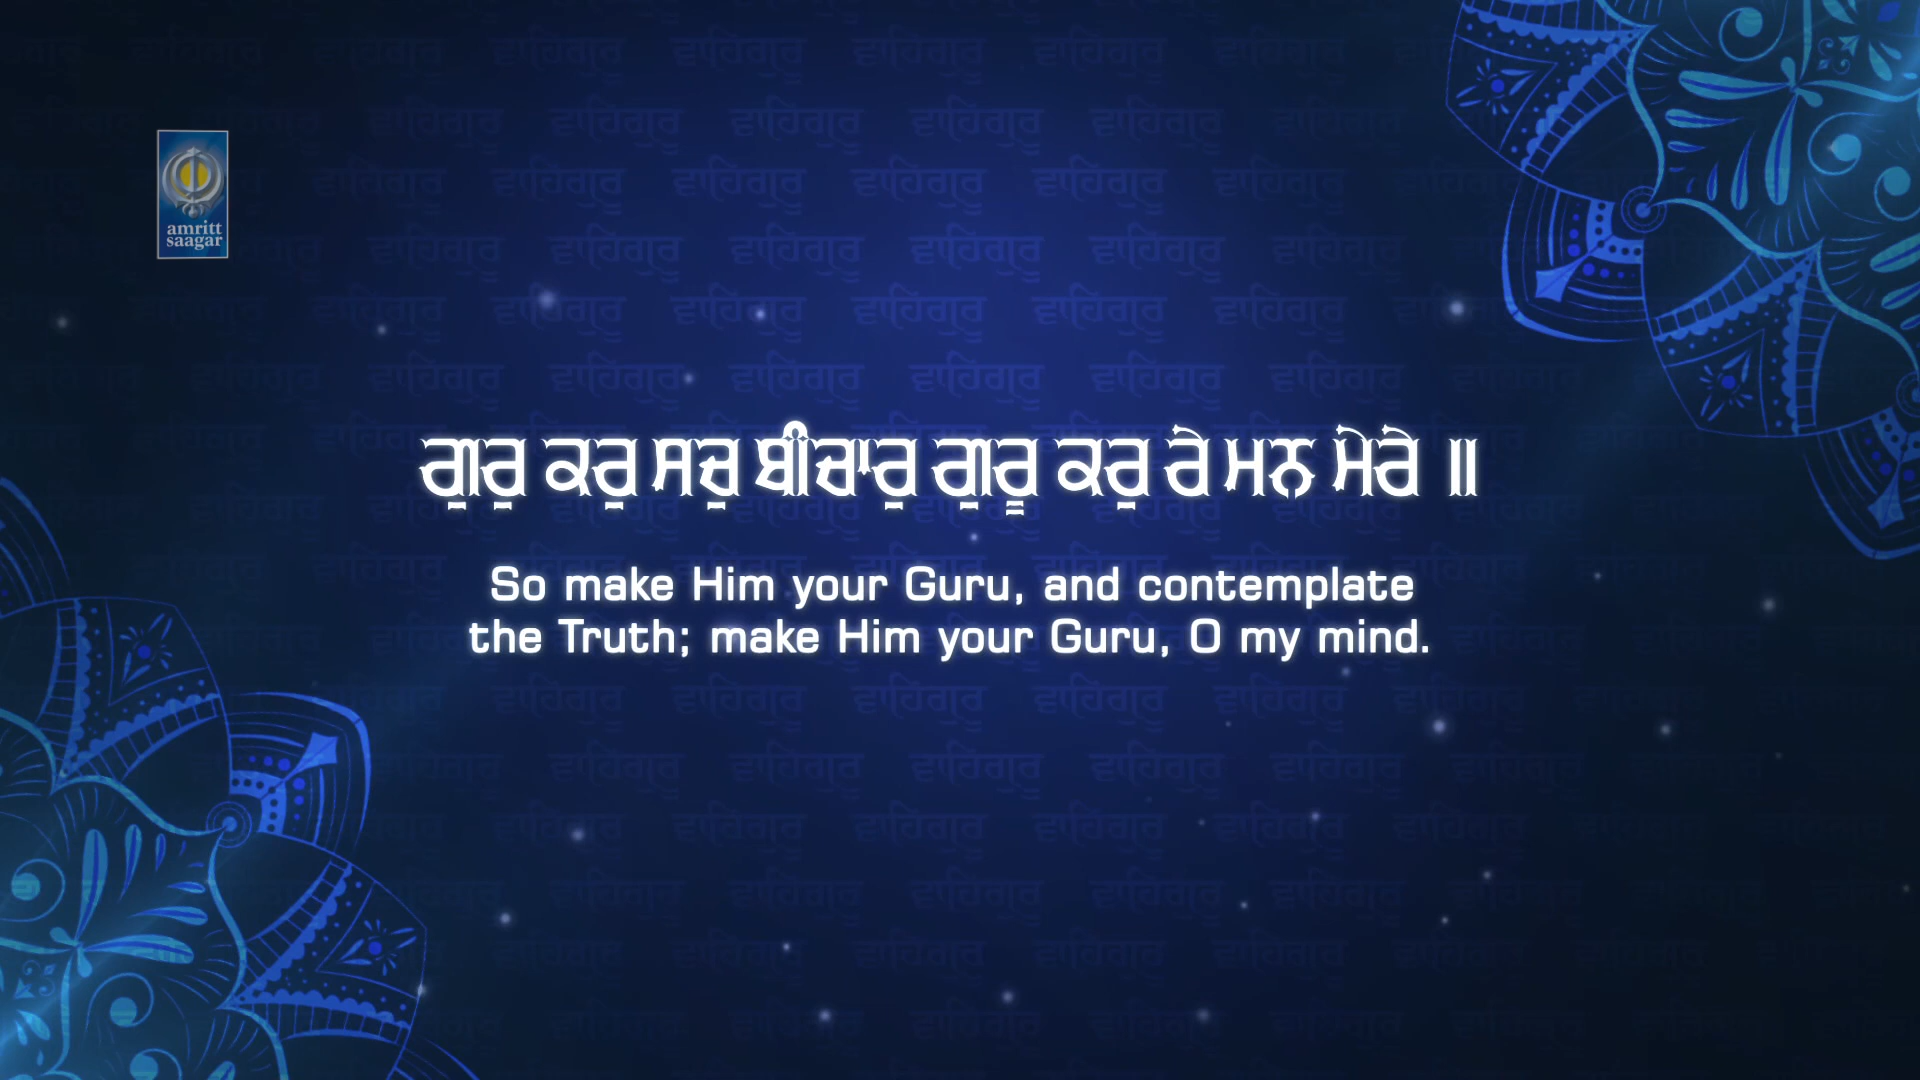 amritt
saagar
ਗੁਰੁ ਕਰੁ ਸਚੁ ਬੀਚਾਰੁ ਗੁਰੂ ਕਰੁ ਰੇ ਮਨ ਮੇਰੇ ॥
So make Him your Guru, and contemplate
the Truth; make Him your Guru, O my mind.